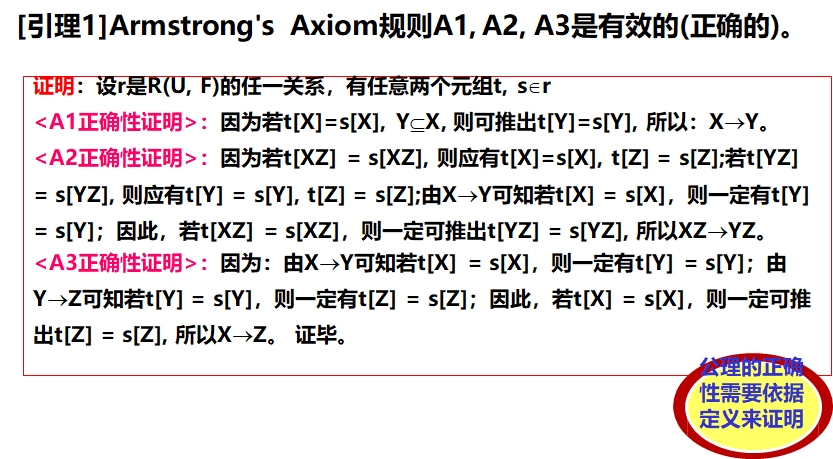 [引理1]Armstrong's Axiom规则A1, A2, A3是有效的(正确的)。
证明：设r是R(U, F)的任一关系，有任意两个元组t, s∈r
<A1正确性证明>：因为若t[X]=s[X], Y⊆X, 则可推出t[Y]=s[Y], 所以：X→Y。
<A2正确性证明>：因为若t[XZ] = s[XZ], 则应有t[X]=s[X], t[Z] = s[Z];若t[YZ]
= s[YZ], 则应有t[Y] = s[Y], t[Z] = s[Z];由X→Y可知若t[X] = s[X]，则一定有t[Y]
= s[Y]；因此，若t[XZ] = s[XZ]，则一定可推出t[YZ] = s[YZ], 所以XZ→YZ。
<A3正确性证明>：因为：由X→Y可知若t[X] = s[X]，则一定有t[Y] = s[Y]；由
Y→Z可知若t[Y] = s[Y]，则一定有t[Z] = s[Z]；因此，若t[X] = s[X]，则一定可推
出t[Z] = s[Z], 所以X→Z。 证毕。
公理的正确
性需要依据
定义来证明